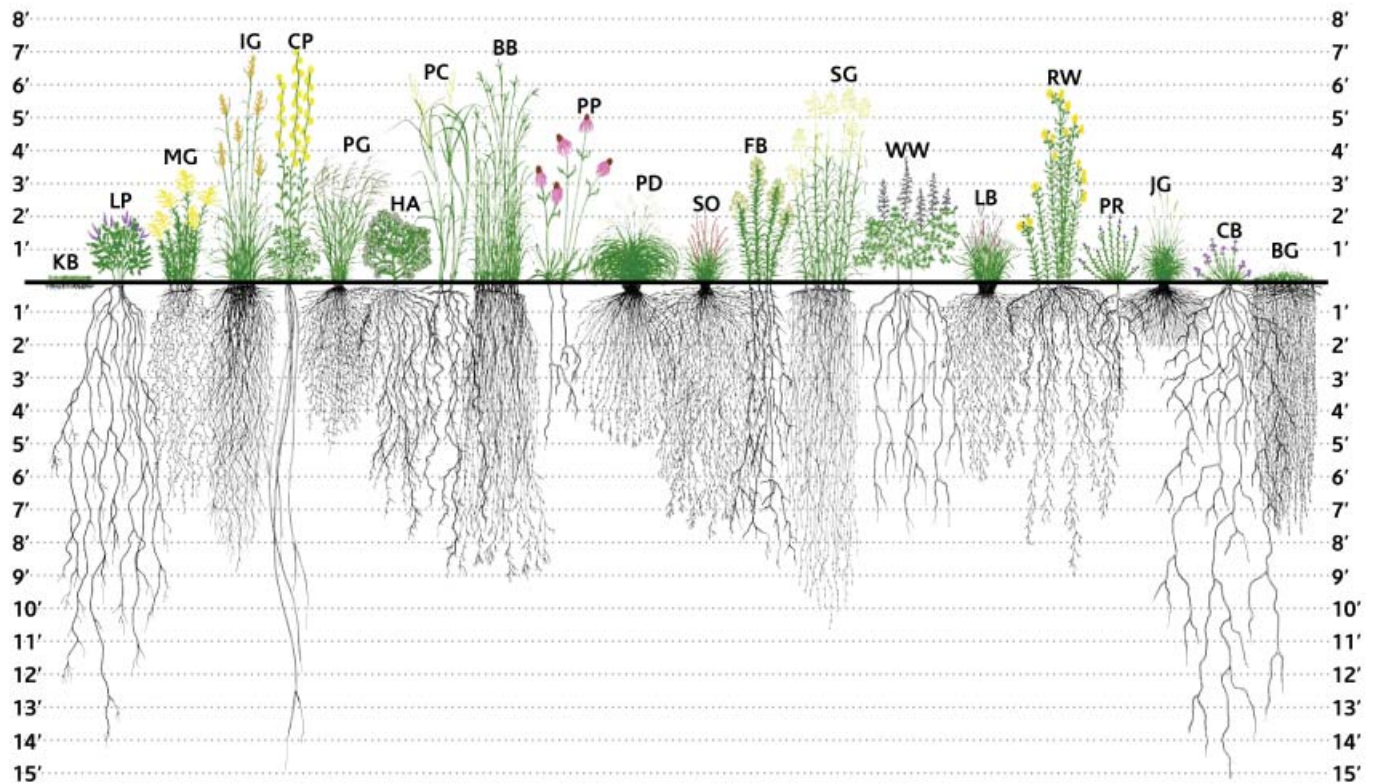 8’ 8’
7’ IG CP BB 7’
6’ PC SG RW 6’
5’ PP 5’
4’ MG PG FB WW 4’
3’ PD 3’
2’ LP HA SO LB PR JG 2’
1’ KB CB BG 1’
1’ 1’
2’ 2’
3’ 3’
4’ 4’
5’ 5’
6’ 6’
7’ 7’
8’ 8’
9’ 9’
10’ 10’
11’ 11’
12’ 12’
13’ 13’
14’ 14’
15’ 15’